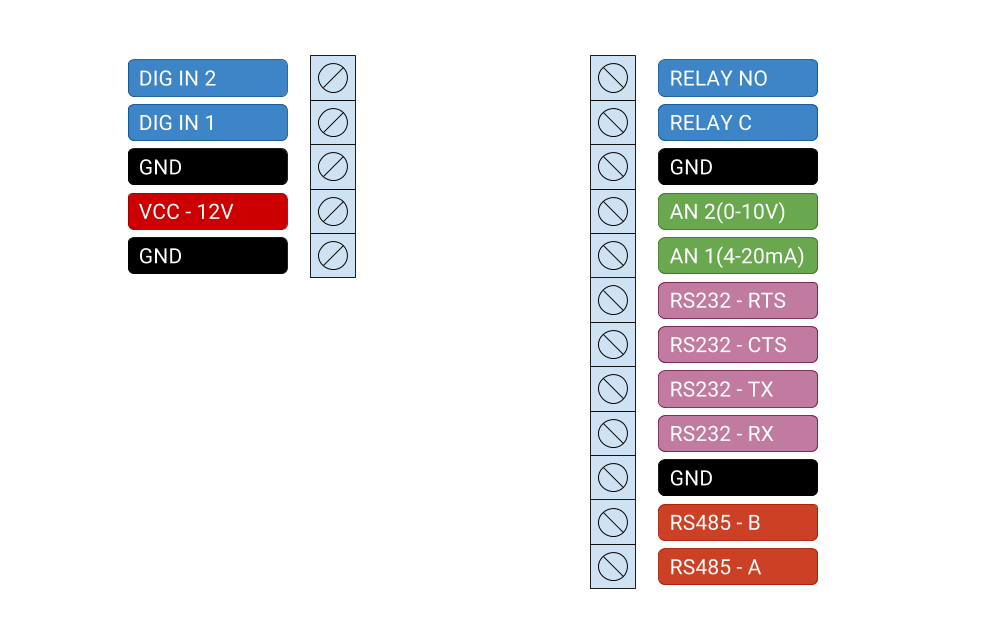 DIG IN 2
DIG IN 1
GND
VCC - 12V
GND
RELAY NO
RELAY C
GND
AN 2(0-10V)
AN 1(4-20mA)
RS232 - RTS
RS232 - CTS
RS232 - TX
RS232 - RX
GND
RS485 - B
RS485 - A